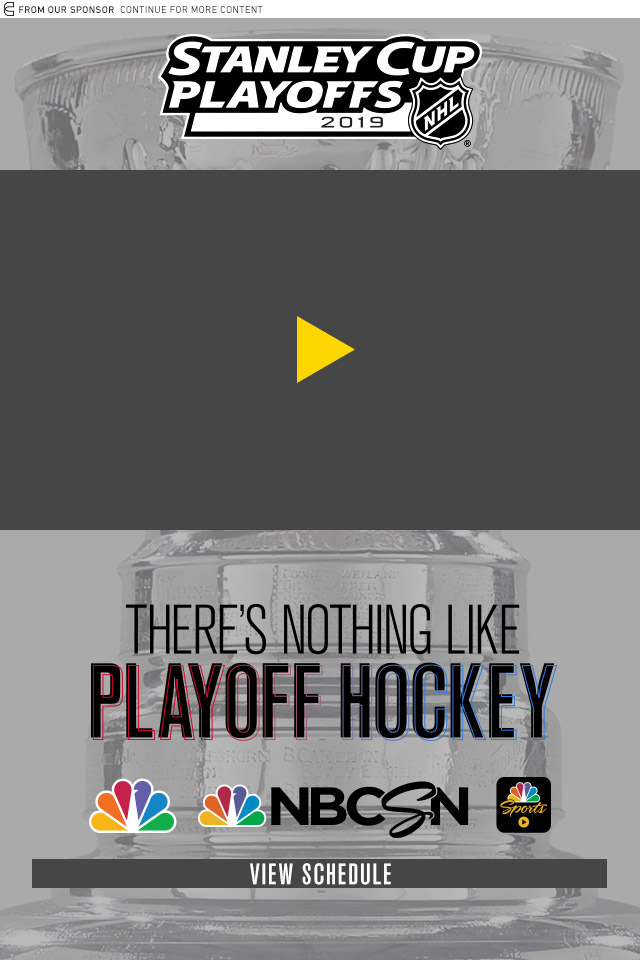 FROM OUR SPONSOR CONTINUE FOR MORE CONTENT
STANLEY CUP
PLAYOFFS
2019
NHL
®
THERE'S NOTHING LIKE
PLAYOFF HOCKEY
NBCSN
Sports
VIEW SCHEDULE